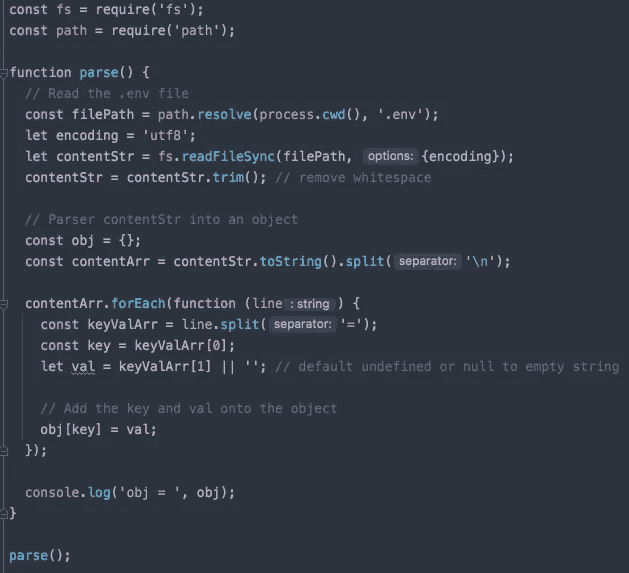 const fs = require('fs');
const path = require('path');
function parse() {
// Read the .env file
const filePath = path.resolve(process.cwd(), '.env');
let encoding = 'utf8';
let contentStr = fs.readFileSync(filePath, options: {encoding});
contentStr = contentStr.trim(); // remove whitespace
// Parser contentStr into an object
const obj = {};
const contentArr = contentStr.toString().split( separator: '\n');
contentArr.forEach(function (line : string ) {
const keyValArr = line.split( separator: '=');
const key = keyValArr[0];
let val = keyValArr[1] || ''; // default undefined or null to empty string
// Add the key and val onto the object
obj[key] = val;
});
console.log('obj = ', obj);
}
parse();